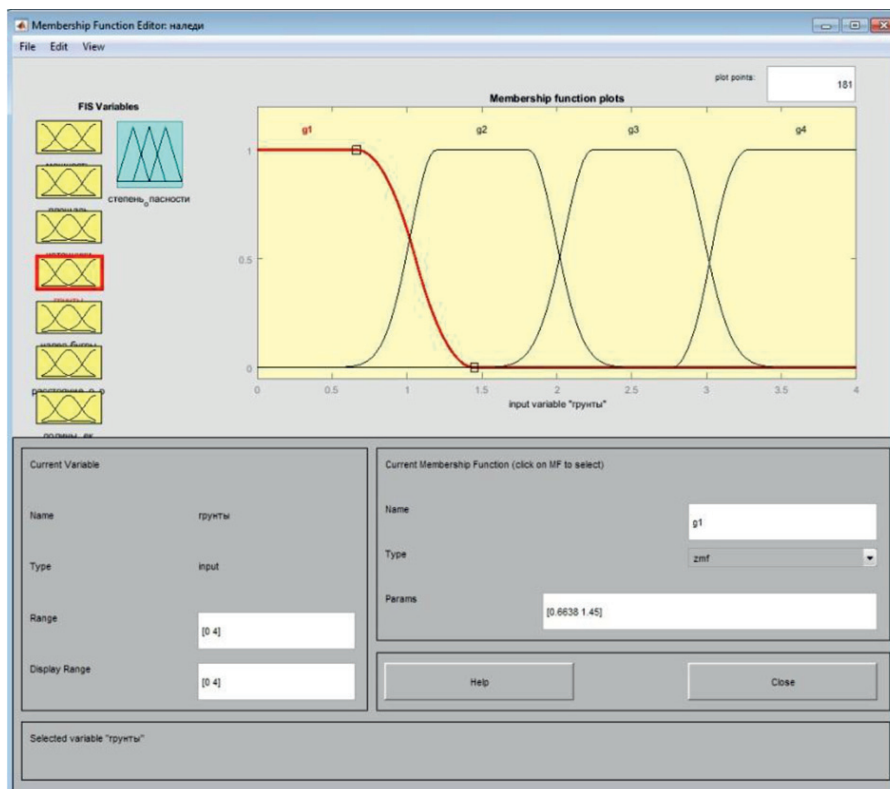 Membership Function Editor: наледи
File Edit View
plot points:
181
FIS Variables
Membership function plots
g1 g2 g3 g4
1
0.5
0
0 0.5 1 1.5 2 2.5 3 3.5 4
input variable "грунты"
степень_опасности
грунты
Current Variable
Name грунты
Type input
Range [0 4]
Display Range [0 4]
Current Membership Function (click on MF to select)
Name g1
Type zmf
Params [0.6638 1.45]
Help Close
Selected variable "грунты"